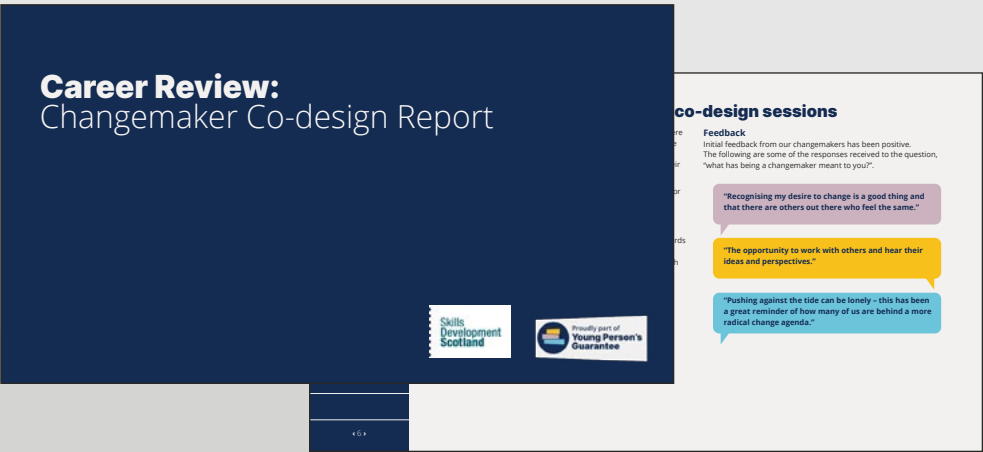 Career Review:
Changemaker Co-design Report
Skills
Development
Scotland
Proudly part of
Young Person's
Guarantee
co-design sessions
ere
e
eir
or
rds
h
Feedback
Initial feedback from our changemakers has been positive.
The following are some of the responses received to the question,
“what has being a changemaker meant to you?”.
“Recognising my desire to change is a good thing and
that there are others out there who feel the same.”
“The opportunity to work with others and hear their
ideas and perspectives.”
“Pushing against the tide can be lonely – this has been
a great reminder of how many of us are behind a more
radical change agenda.”
6